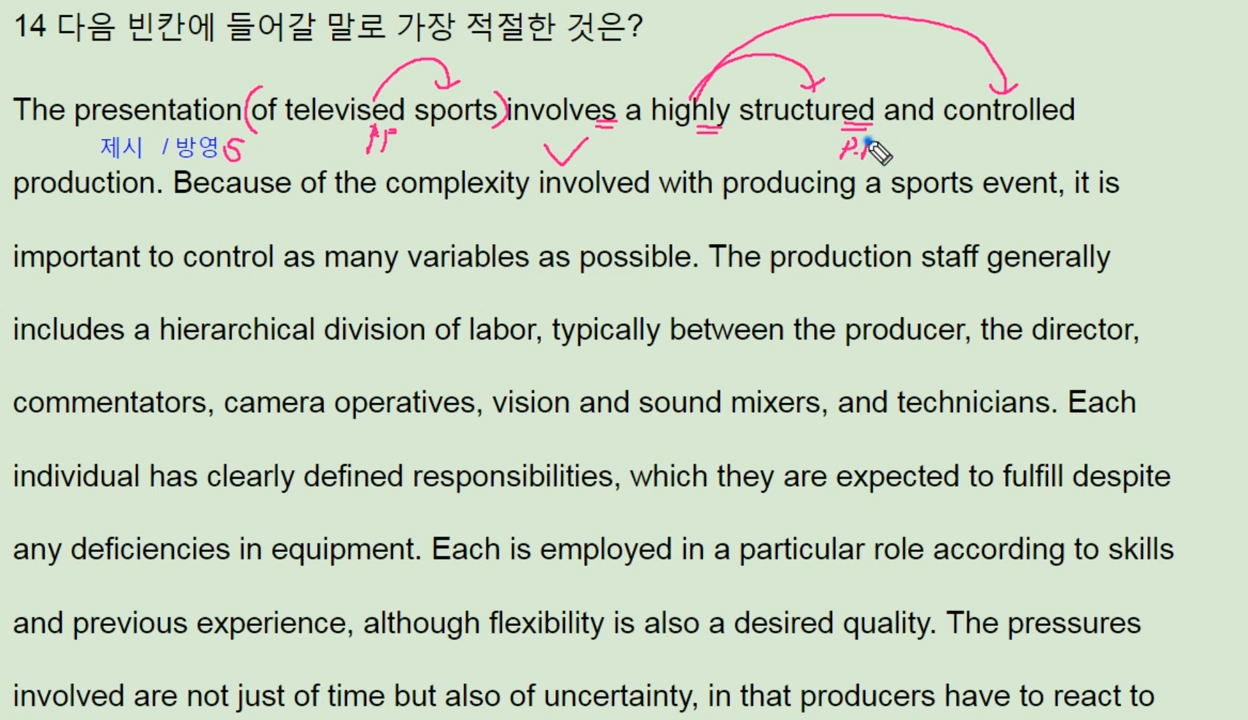 14 다음 빈칸에 들어갈 말로 가장 적절한 것은?
The presentation (of televised sports) involves a highly structured and controlled
제시 / 방영 S
production. Because of the complexity involved with producing a sports event, it is
important to control as many variables as possible. The production staff generally
includes a hierarchical division of labor, typically between the producer, the director,
commentators, camera operatives, vision and sound mixers, and technicians. Each
individual has clearly defined responsibilities, which they are expected to fulfill despite
any deficiencies in equipment. Each is employed in a particular role according to skills
and previous experience, although flexibility is also a desired quality. The pressures
involved are not just of time but also of uncertainty, in that producers have to react to